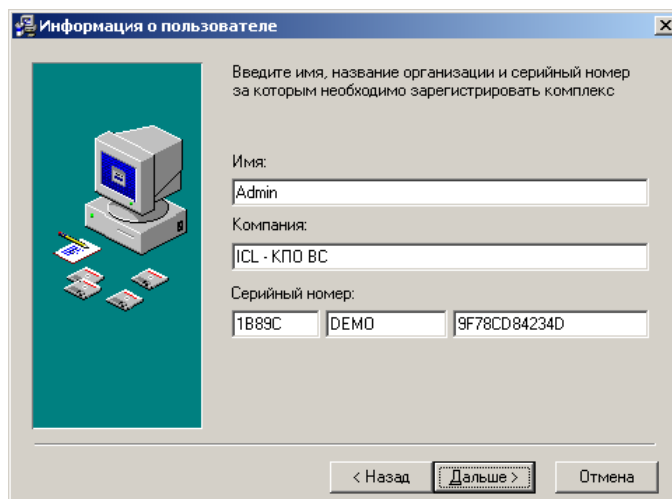 Информация о пользователе
Введите имя, название организации и серийный номер
за которым необходимо зарегистрировать комплекс
Имя:
Admin
Компания:
ICL - КПО ВС
Серийный номер:
1B89C DEMO 9F78CD84234D
< Назад Дальше > Отмена